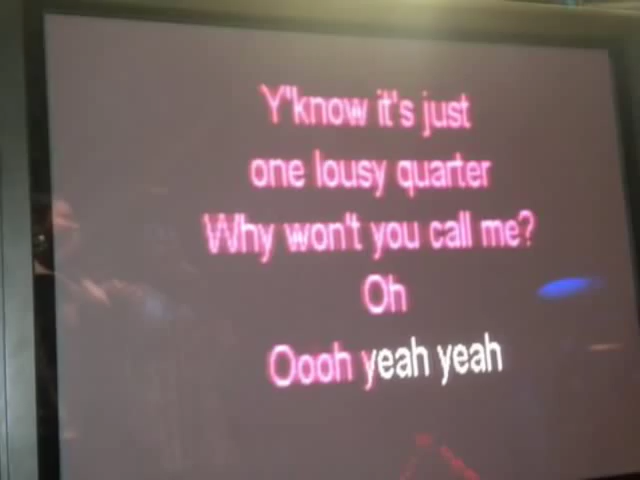 Y'know it's just
one lousy quarter
Why won't you call me?
Oh
Oooh yeah yeah